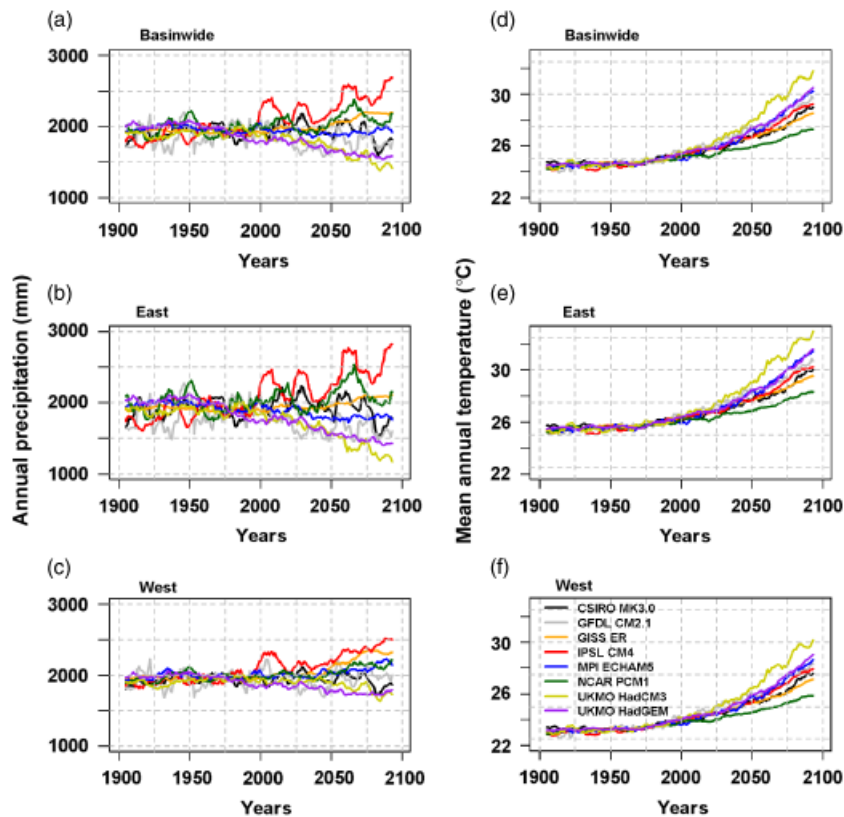 (a)
Basinwide
3000
2000
1000
1900 1950 2000 2050 2100
Years
(b)
East
3000
2000
1000
1900 1950 2000 2050 2100
Years
(c)
West
3000
2000
1000
1900 1950 2000 2050 2100
Years
Annual precipitation (mm)
(d)
Basinwide
30
26
22
1900 1950 2000 2050 2100
Years
(e)
East
30
26
22
1900 1950 2000 2050 2100
Years
(f)
West
CSIRO MK3.0
GFDL CM2.1
GISS ER
IPSL CM4
MPI ECHAM5
NCAR PCM1
UKMO HadCM3
UKMO HadGEM
30
26
22
1900 1950 2000 2050 2100
Years
Mean annual temperature (°C)